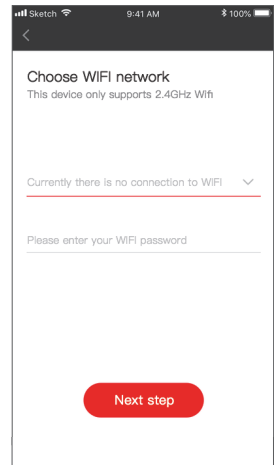 Sketch 9:41 AM 100%
Choose WIFI network
This device only supports 2.4GHz Wifi
Currently there is no connection to WIFI
Please enter your WIFI password
Next step